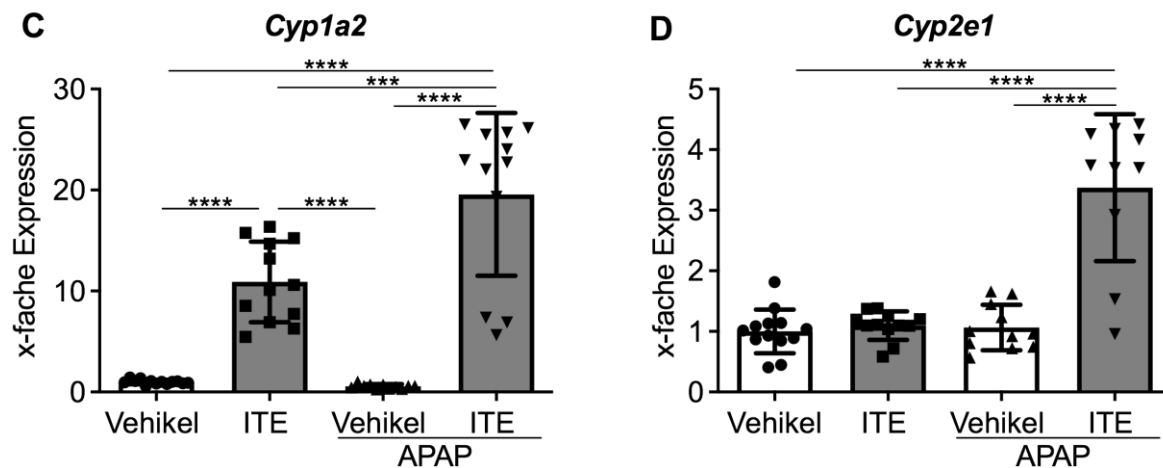 C Cyp1a2
****
***
****
**** ****
x-fache Expression
30
20
10
0
Vehikel ITE Vehikel ITE
APAP
D Cyp2e1
****
****
****
x-fache Expression
5
4
3
2
1
0
Vehikel ITE Vehikel ITE
APAP